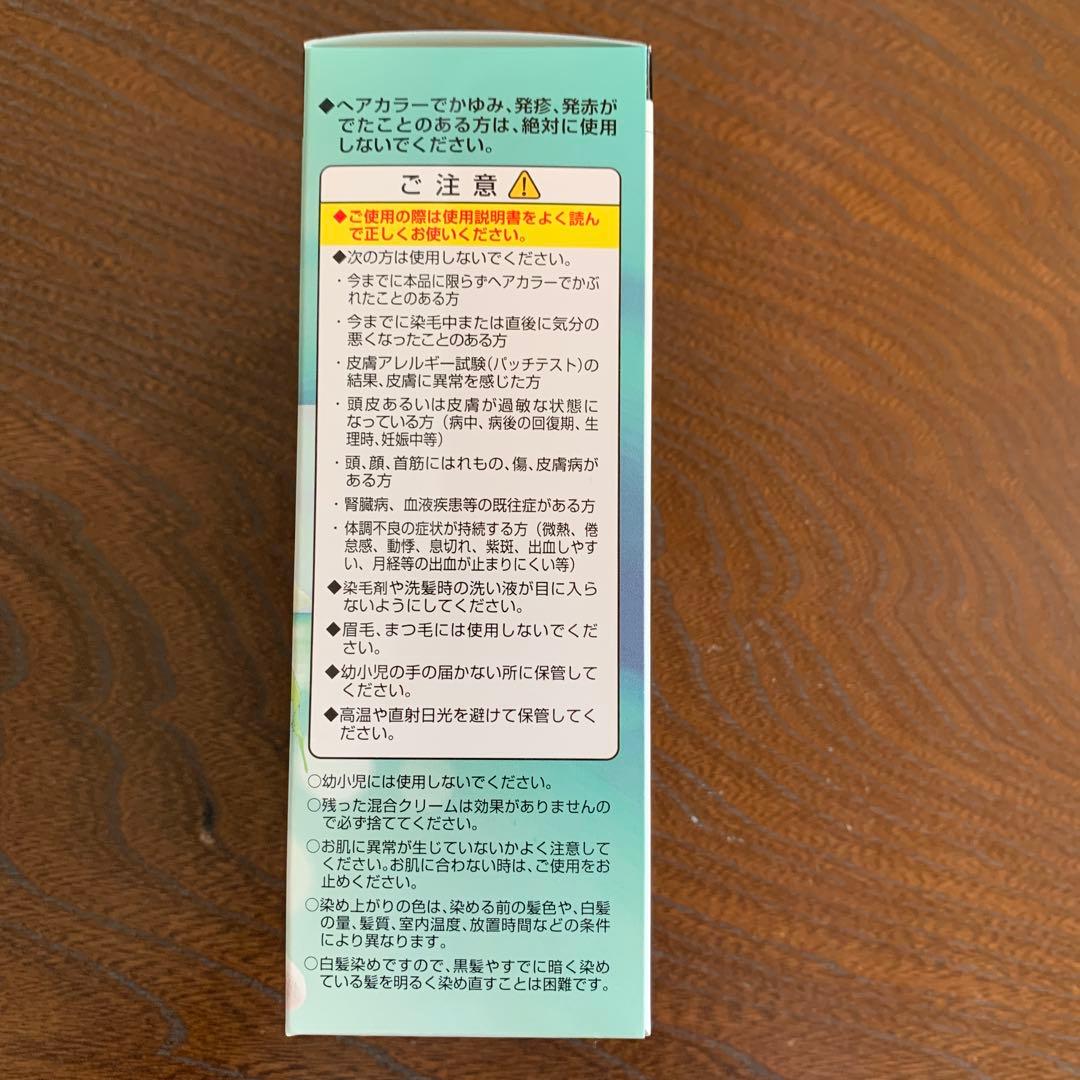 ◆ヘアカラーでかゆみ、発疹、発赤が
でたことのある方は、絶対に使用
しないでください。
ご注意
◆ご使用の際は使用説明書をよく読ん
で正しくお使いください。
◆次の方は使用しないでください。
・今までに本品に限らずヘアカラーでかぶ
れたことのある方
・今までに染毛中または直後に気分の
悪くなったことのある方
・皮膚アレルギー試験(パッチテスト)の
結果、皮膚に異常を感じた方
・頭皮あるいは皮膚が過敏な状態に
なっている方（病中、病後の回復期、生
理時、妊娠中等）
・頭、顔、首筋にはれもの、傷、皮膚病が
ある方
・腎臓病、血液疾患等の既往症がある方
・体調不良の症状が持続する方（微熱、倦
怠感、動悸、息切れ、紫斑、出血しやす
い、月経等の出血が止まりにくい等）
◆染毛剤や洗髪時の洗い液が目に入ら
ないようにしてください。
◆眉毛、まつ毛には使用しないでくだ
さい。
◆幼小児の手の届かない所に保管して
ください。
◆高温や直射日光を避けて保管してく
ださい。
○幼小児には使用しないでください。
○残った混合クリームは効果がありませんの
で必ず捨ててください。
○お肌に異常が生じていないかよく注意して
ください。お肌に合わない時は、ご使用をお
止めください。
○染め上がりの色は、染める前の髪色や、白髪
の量、髪質、室内温度、放置時間などの条件
により異なります。
○白髪染めですので、黒髪やすでに暗く染め
ている髪を明るく染め直すことは困難です。